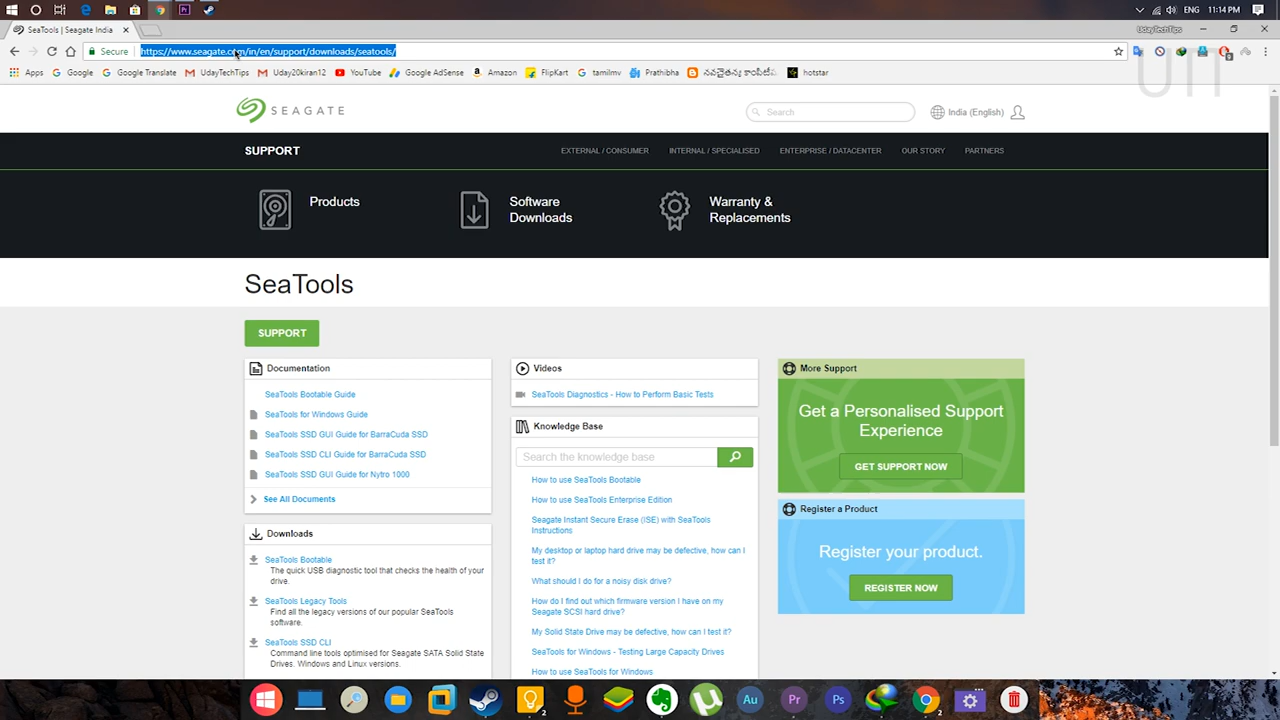 ENG 11:14 PM
SeaTools | Seagate India
UdayTechTips
Secure https://www.seagate.com/in/en/support/downloads/seatools/
Apps Google Google Translate UdayTechTips Uday20kiran12 YouTube Google AdSense Amazon FlipKart tamilmv Prathibha నవచైతన్య కాంపిటీషన్ hotstar
SEAGATE
Search
India (English)
SUPPORT
EXTERNAL / CONSUMER INTERNAL / SPECIALISED ENTERPRISE / DATACENTER OUR STORY PARTNERS
Products
Software
Downloads
Warranty &
Replacements
SeaTools
SUPPORT
Documentation
SeaTools Bootable Guide
SeaTools for Windows Guide
SeaTools SSD GUI Guide for BarraCuda SSD
SeaTools SSD CLI Guide for BarraCuda SSD
SeaTools SSD GUI Guide for Nytro 1000
See All Documents
Downloads
SeaTools Bootable
The quick USB diagnostic tool that checks the health of your
drive.
SeaTools Legacy Tools
Find all the legacy versions of our popular SeaTools
software.
SeaTools SSD CLI
Command line tools optimised for Seagate SATA Solid State
Drives. Windows and Linux versions.
Videos
SeaTools Diagnostics - How to Perform Basic Tests
Knowledge Base
Search the knowledge base
How to use SeaTools Bootable
How to use SeaTools Enterprise Edition
Seagate Instant Secure Erase (ISE) with SeaTools
Instructions
My desktop or laptop hard drive may be defective, how can I
test it?
What should I do for a noisy disk drive?
How do I find out which firmware version I have on my
Seagate SCSI hard drive?
My Solid State Drive may be defective, how can I test it?
SeaTools for Windows - Testing Large Capacity Drives
How to use SeaTools for Windows
More Support
Get a Personalised Support
Experience
GET SUPPORT NOW
Register a Product
Register your product.
REGISTER NOW
Au Pr Ps